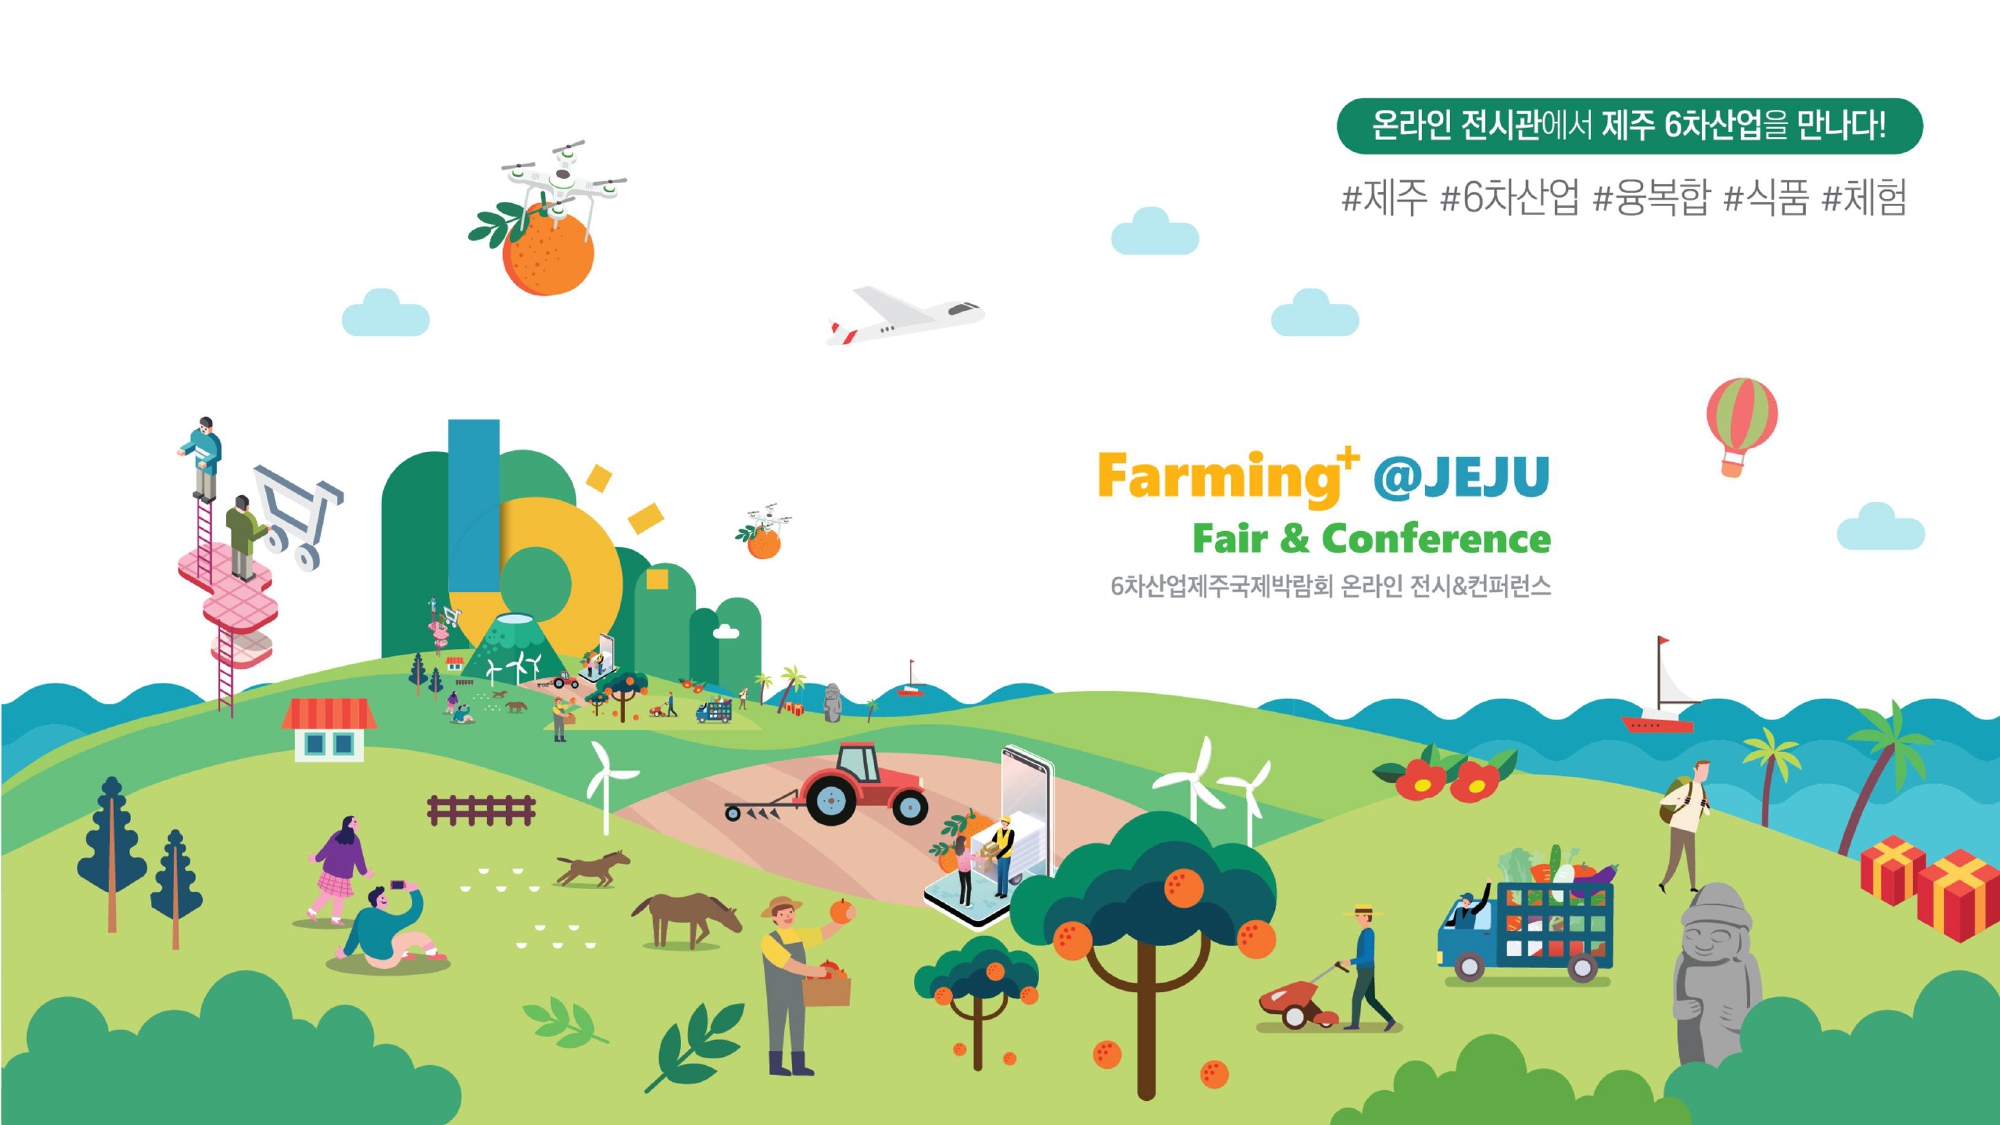 온라인 전시관에서 제주 6차산업을 만나다!
#제주 #6차산업 #융복합 #식품 #체험
Farming+ @JEJU
Fair & Conference
6차산업제주국제박람회 온라인 전시&컨퍼런스